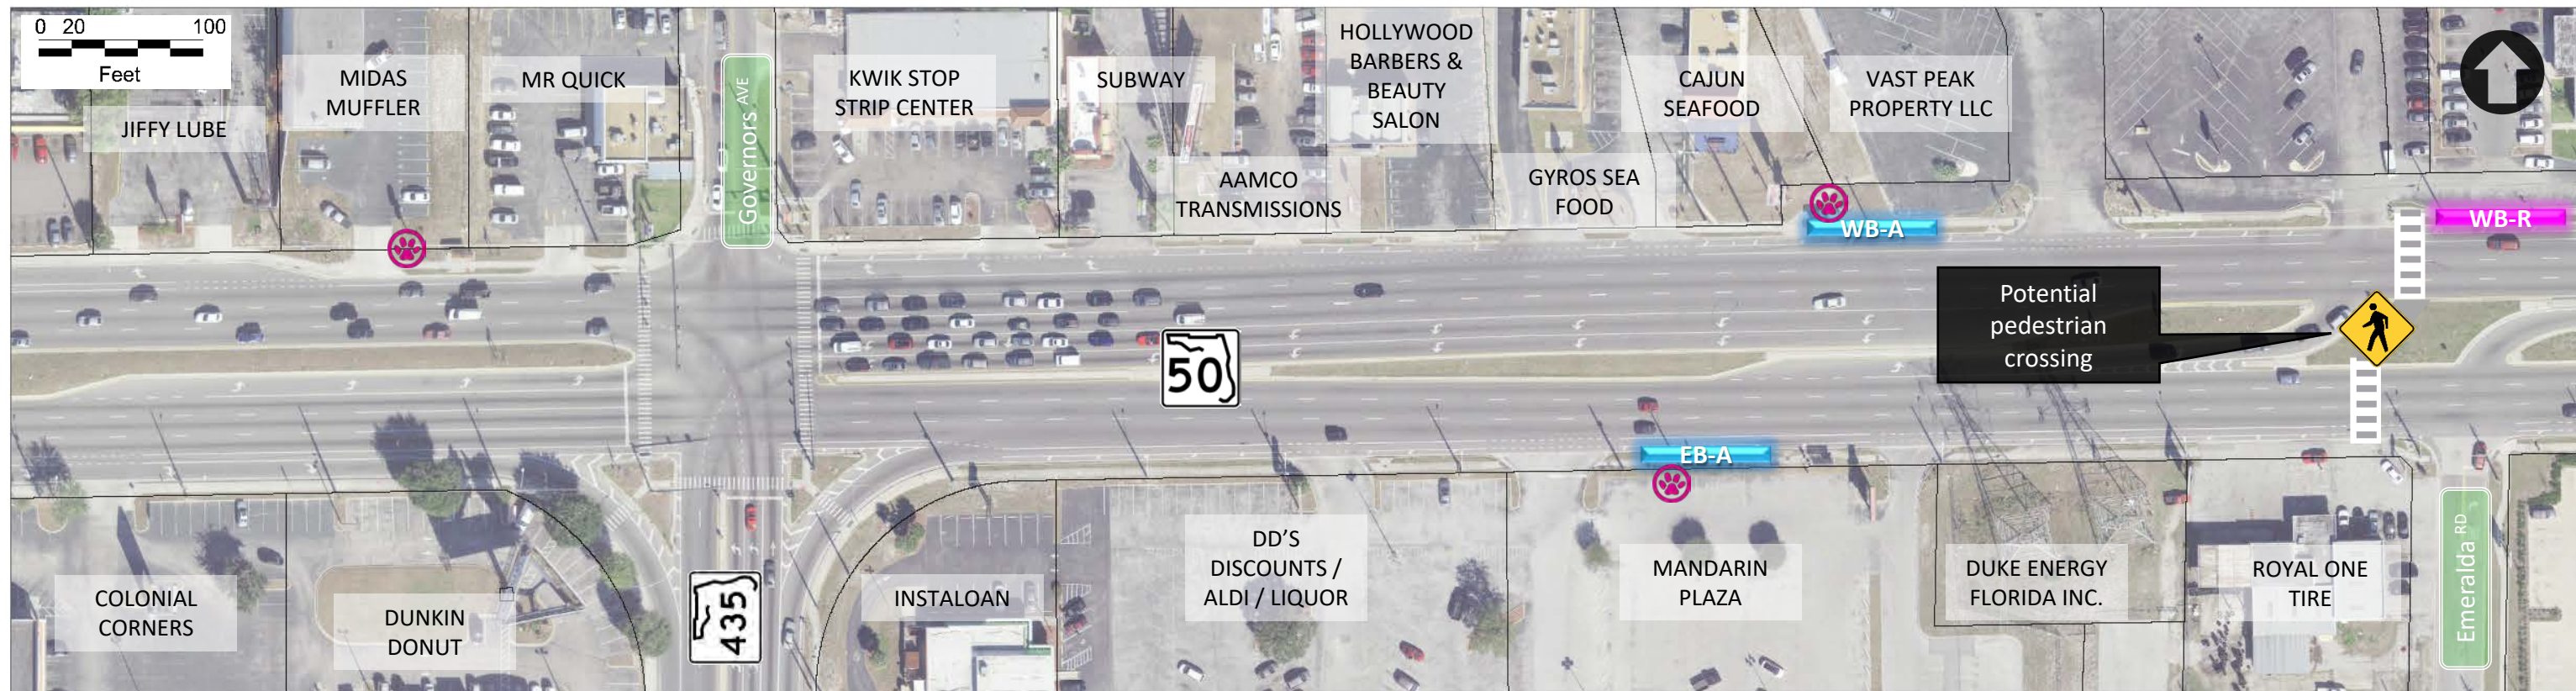 0 20 100
Feet
JIFFY LUBE
MIDAS
MUFFLER
MR QUICK
Governors AVE
KWIK STOP
STRIP CENTER
SUBWAY
AAMCO
TRANSMISSIONS
HOLLYWOOD
BARBERS &
BEAUTY
SALON
GYROS SEA
FOOD
CAJUN
SEAFOOD
VAST PEAK
PROPERTY LLC
WB-A
WB-R
Potential
pedestrian
crossing
50
EB-A
COLONIAL
CORNERS
DUNKIN
DONUT
435
INSTALOAN
DD'S
DISCOUNTS /
ALDI / LIQUOR
MANDARIN
PLAZA
DUKE ENERGY
FLORIDA INC.
ROYAL ONE
TIRE
Emeralda RD